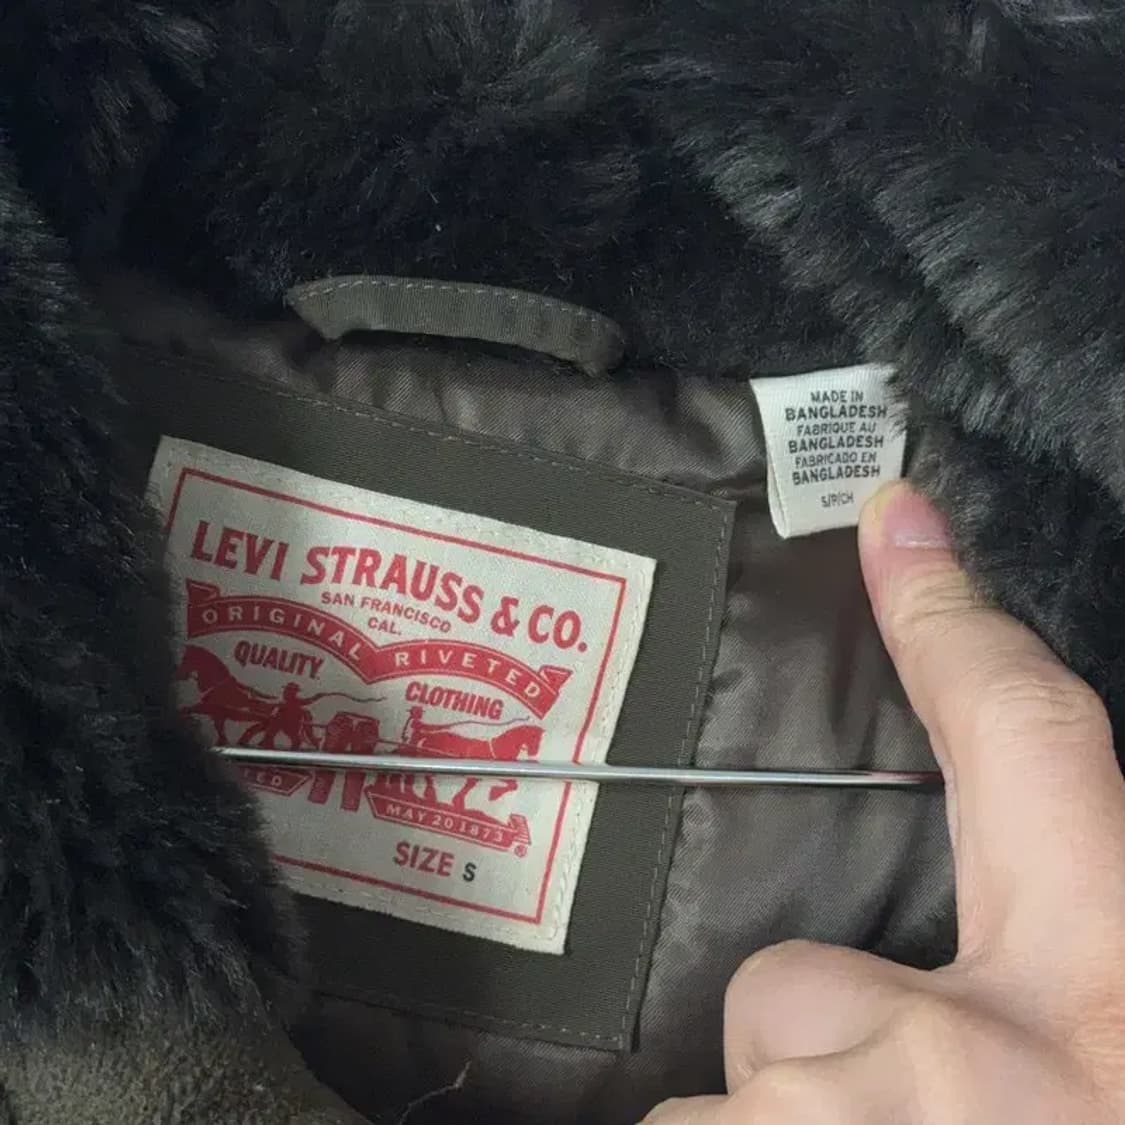 MADE IN
BANGLADESH
FABRIQUE AU
BANGLADESH
FABRICADO EN
BANGLADESH
S/P/CH
LEVI STRAUSS & CO.
SAN FRANCISCO
CAL.
ORIGINAL RIVETED
QUALITY
CLOTHING
MAY 20 1873
SIZE S
®